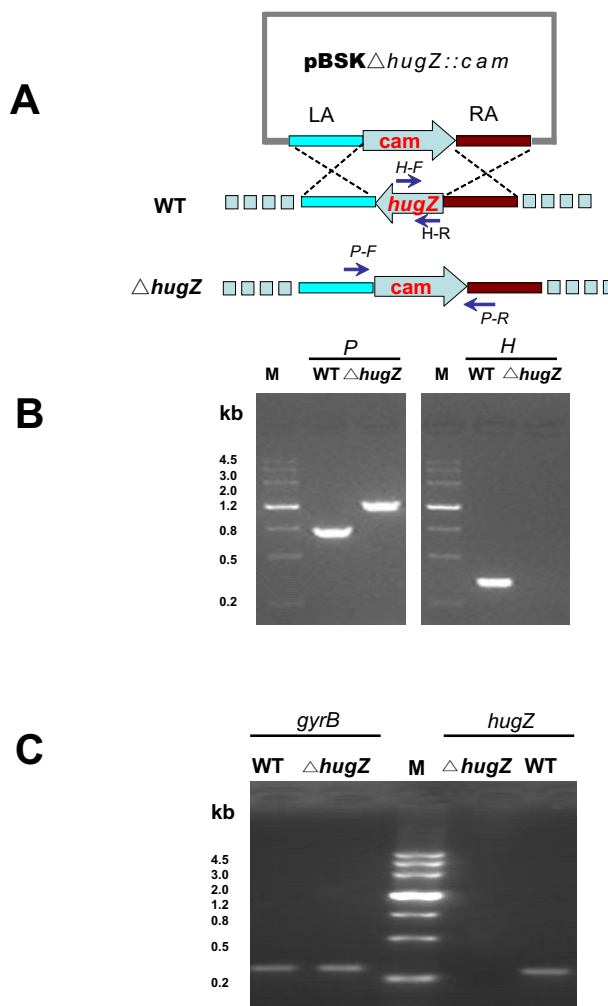 A
pBSK△hugZ::cam
LA
RA
cam
H-F
WT
hugZ
H-R
P-F
△hugZ
cam
P-R
B
P
H
M WT △hugZ
M WT △hugZ
kb
4.5
3.0
2.0
1.2
0.8
0.5
0.2
C
gyrB
hugZ
WT △hugZ M △hugZ WT
kb
4.5
3.0
2.0
1.2
0.8
0.5
0.2